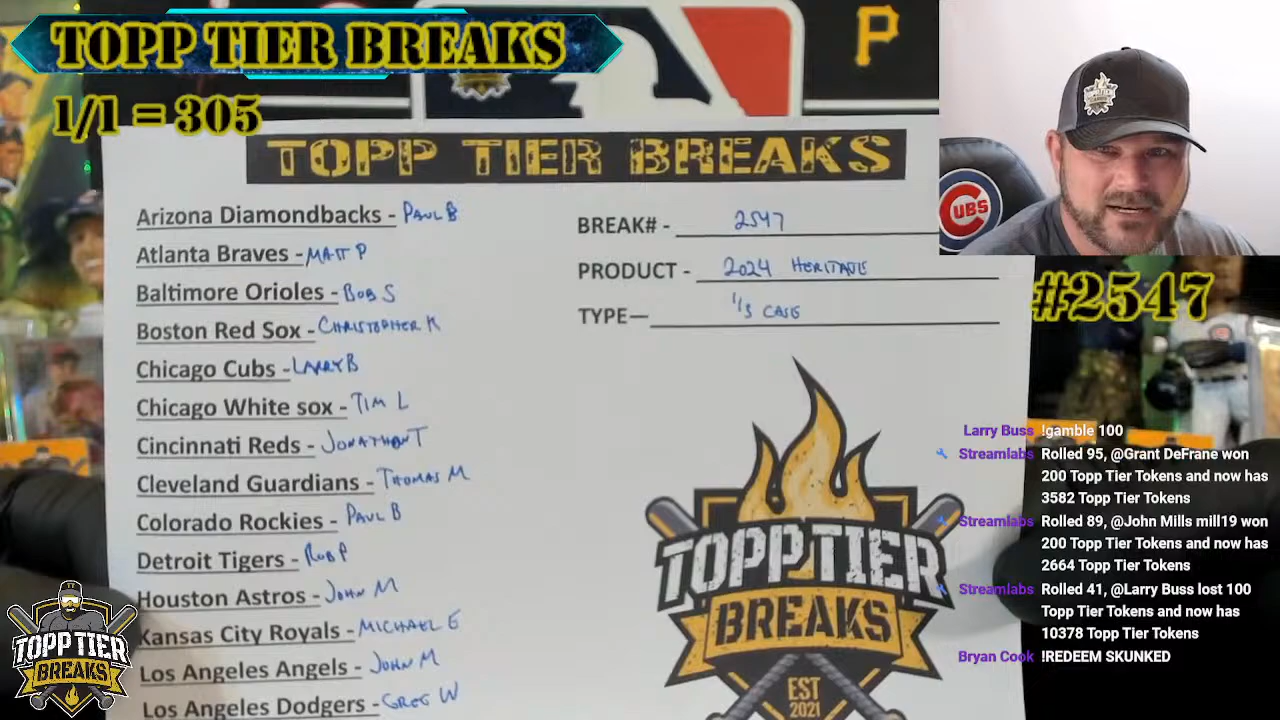 TOPP TIER BREAKS
1/1 = 305
P
TOPP TIER BREAKS
Arizona Diamondbacks - PAUL B
Atlanta Braves - MATT P
Baltimore Orioles - BOB S
Boston Red Sox - CHRISTOPHER K
Chicago Cubs - LARRY B
Chicago White sox - TIM L
Cincinnati Reds - JONATHAN T
Cleveland Guardians - THOMAS M
Colorado Rockies - PAUL B
Detroit Tigers - ROB P
Houston Astros - JOHN M
Kansas City Royals - MICHAEL E
Los Angeles Angels - JOHN M
Los Angeles Dodgers - GREG W
BREAK# - 2547
PRODUCT - 2024 HERITAGE
TYPE— 1/3 CASE
TOPP TIER
BREAKS
EST
2021
CUBS
#2547
Larry Buss !gamble 100
Streamlabs Rolled 95, @Grant DeFrane won
200 Topp Tier Tokens and now has
3582 Topp Tier Tokens
Streamlabs Rolled 89, @John Mills mill19 won
200 Topp Tier Tokens and now has
2664 Topp Tier Tokens
Streamlabs Rolled 41, @Larry Buss lost 100
Topp Tier Tokens and now has
10378 Topp Tier Tokens
Bryan Cook !REDEEM SKUNKED
TT
TOPP TIER
BREAKS